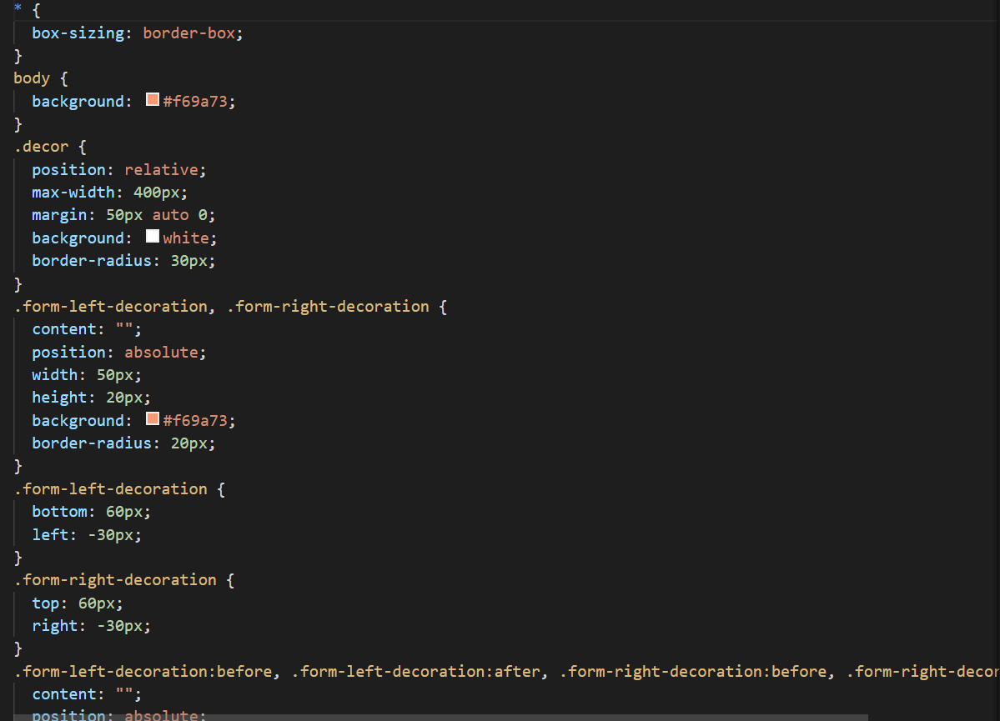 * {
  box-sizing: border-box;
}
body {
  background: #f69a73;
}
.decor {
  position: relative;
  max-width: 400px;
  margin: 50px auto 0;
  background: white;
  border-radius: 30px;
}
.form-left-decoration, .form-right-decoration {
  content: "";
  position: absolute;
  width: 50px;
  height: 20px;
  background: #f69a73;
  border-radius: 20px;
}
.form-left-decoration {
  bottom: 60px;
  left: -30px;
}
.form-right-decoration {
  top: 60px;
  right: -30px;
}
.form-left-decoration:before, .form-left-decoration:after, .form-right-decoration:before, .form-right-decor
  content: "";
  position: absolute;